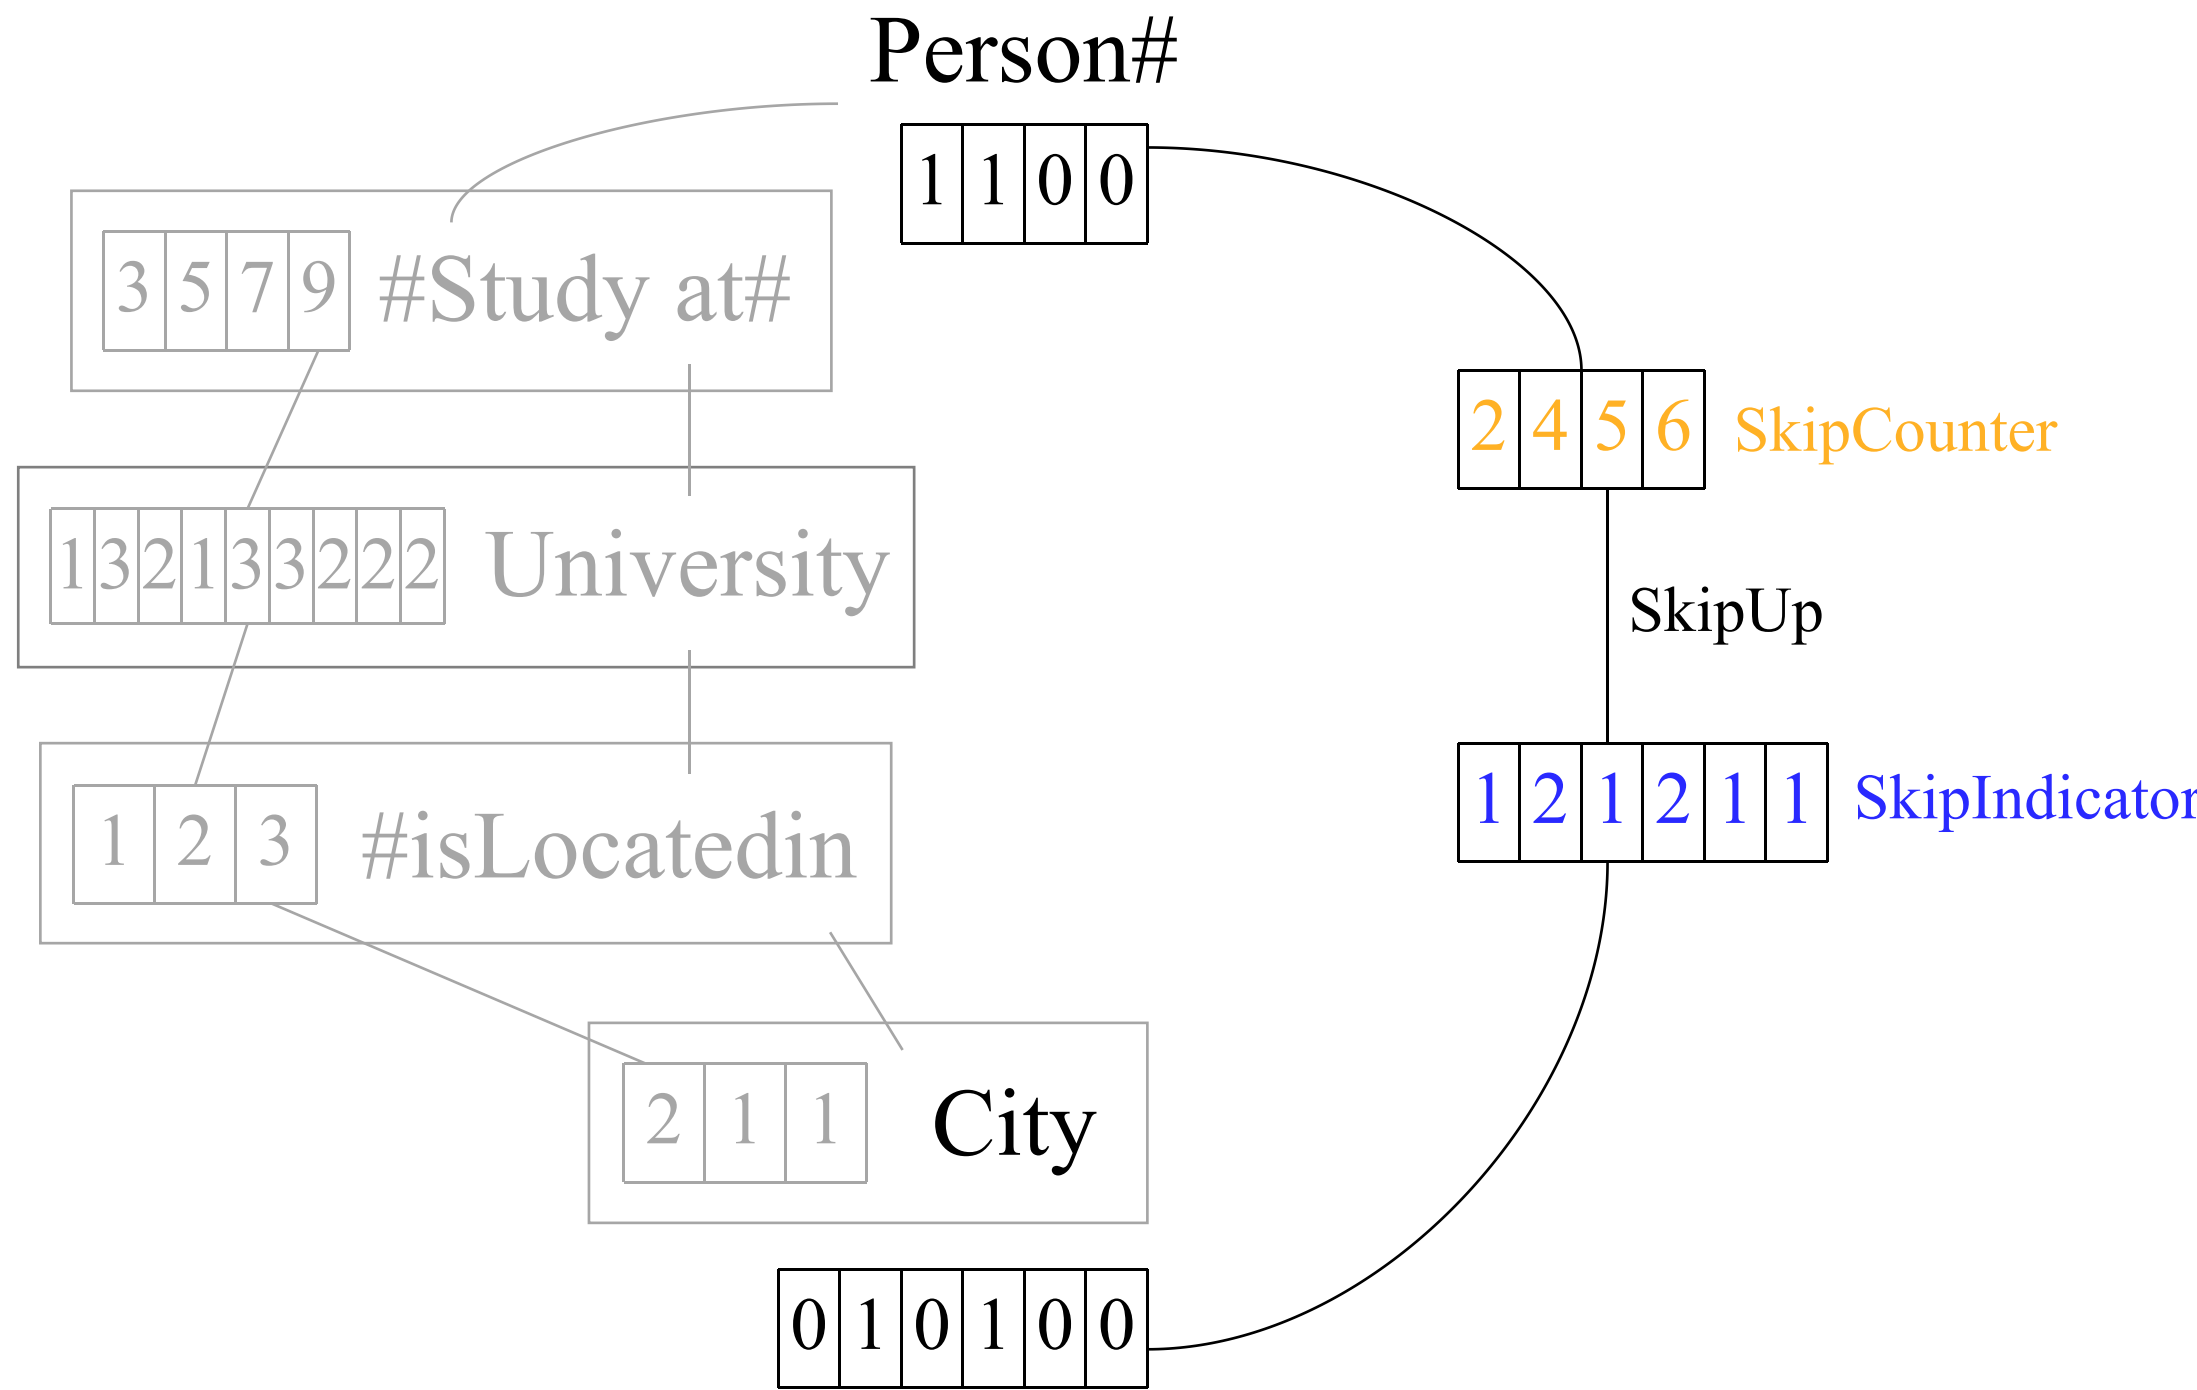 Person#
1 1 0 0
3 5 7 9 #Study at#
2 4 5 6 SkipCounter
1 3 2 1 3 3 2 2 2 University
SkipUp
1 2 3 #isLocatedin
1 2 1 2 1 1 SkipIndicator
2 1 1 City
0 1 0 1 0 0